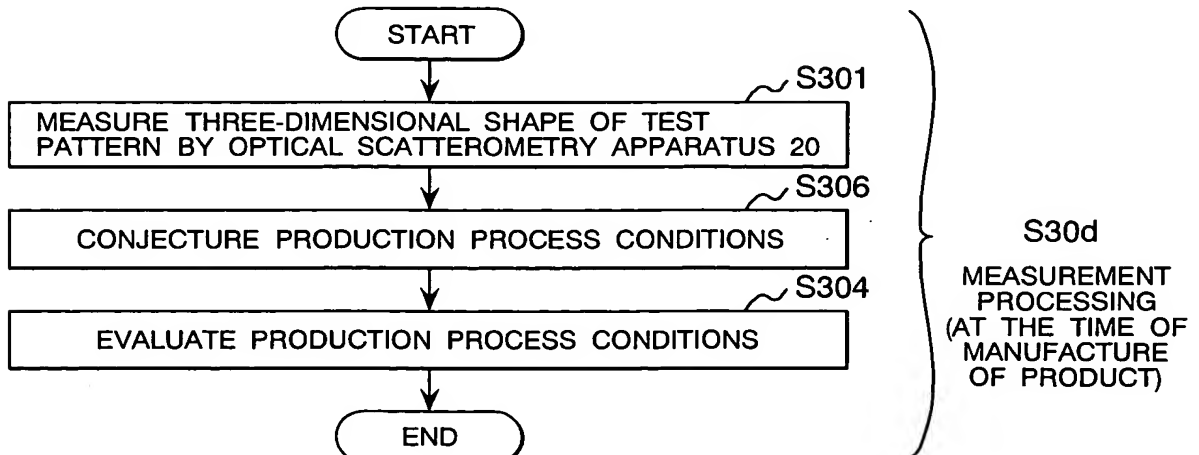 START
S301
MEASURE THREE-DIMENSIONAL SHAPE OF TEST
PATTERN BY OPTICAL SCATTEROMETRY APPARATUS 20
S306
CONJECTURE PRODUCTION PROCESS CONDITIONS
S304
EVALUATE PRODUCTION PROCESS CONDITIONS
END
S30d
MEASUREMENT
PROCESSING
(AT THE TIME OF
MANUFACTURE
OF PRODUCT)